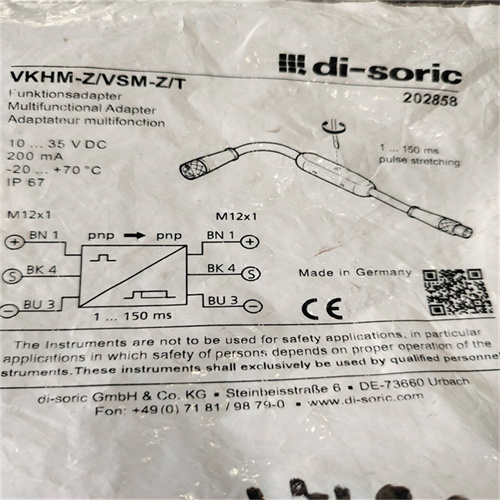 di-soric
VKHM-Z/VSM-Z/T
202858
Funktionsadapter
Multifunctional Adapter
Adaptateur multifonction
10 ... 35 V DC
200 mA
-20 ... +70 °C
IP 67
1 ... 150 ms
pulse stretching
M12x1
M12x1
+ BN 1 pnp → pnp BN 1 +
S BK 4 BK 4 S
− BU 3 BU 3 −
1 ... 150 ms
Made in Germany
CE
The Instruments are not to be used for safety applications, in particular
applications in which safety of persons depends on proper operation of the
struments. These instruments shall exclusively be used by qualified personne
di-soric GmbH & Co. KG • Steinbeisstraße 6 • DE-73660 Urbach
Fon: +49 (0) 71 81 / 98 79-0 • www.di-soric.com